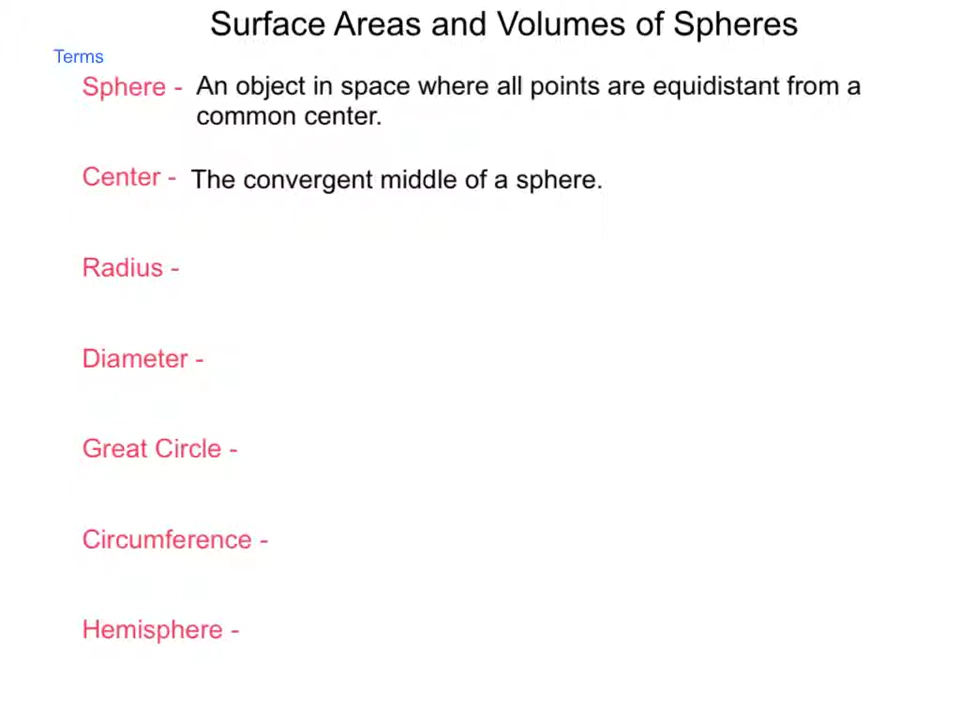 Surface Areas and Volumes of Spheres
Terms
Sphere - An object in space where all points are equidistant from a
common center.
Center - The convergent middle of a sphere.
Radius -
Diameter -
Great Circle -
Circumference -
Hemisphere -